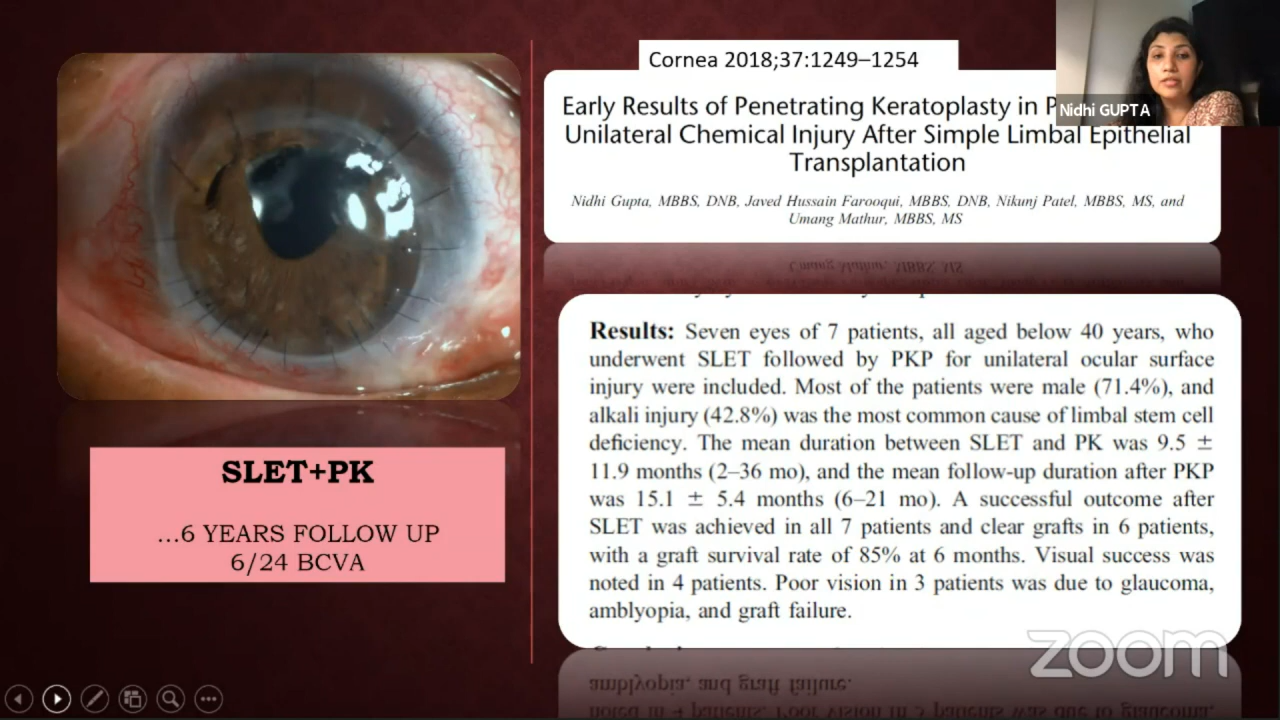 Cornea 2018;37:1249–1254
Early Results of Penetrating Keratoplasty in P
Unilateral Chemical Injury After Simple Limbal Epithelial
Transplantation
Nidhi Gupta, MBBS, DNB, Javed Hussain Farooqui, MBBS, DNB, Nikunj Patel, MBBS, MS, and
Umang Mathur, MBBS, MS
Nidhi GUPTA
Results: Seven eyes of 7 patients, all aged below 40 years, who
underwent SLET followed by PKP for unilateral ocular surface
injury were included. Most of the patients were male (71.4%), and
alkali injury (42.8%) was the most common cause of limbal stem cell
deficiency. The mean duration between SLET and PK was 9.5 ±
11.9 months (2–36 mo), and the mean follow-up duration after PKP
was 15.1 ± 5.4 months (6–21 mo). A successful outcome after
SLET was achieved in all 7 patients and clear grafts in 6 patients,
with a graft survival rate of 85% at 6 months. Visual success was
noted in 4 patients. Poor vision in 3 patients was due to glaucoma,
amblyopia, and graft failure.
SLET+PK
...6 YEARS FOLLOW UP
6/24 BCVA
zoom